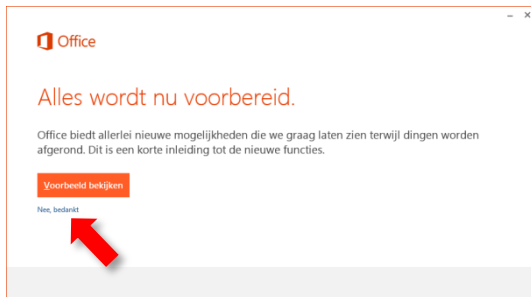 Office
Alles wordt nu voorbereid.
Office biedt allerlei nieuwe mogelijkheden die we graag laten zien terwijl dingen worden
afgerond. Dit is een korte inleiding tot de nieuwe functies.
Voorbeeld bekijken
Nee, bedankt